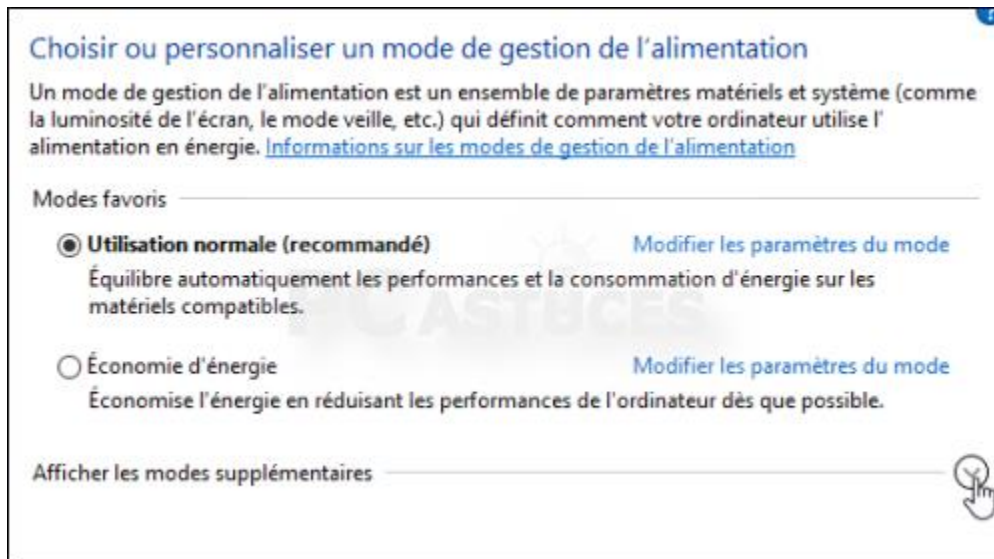 Choisir ou personnaliser un mode de gestion de l'alimentation
Un mode de gestion de l'alimentation est un ensemble de paramètres matériels et système (comme
la luminosité de l'écran, le mode veille, etc.) qui définit comment votre ordinateur utilise l'
alimentation en énergie. Informations sur les modes de gestion de l'alimentation
Modes favoris
Utilisation normale (recommandé) Modifier les paramètres du mode
Équilibre automatiquement les performances et la consommation d'énergie sur les
matériels compatibles.
PC ASTUCES
Économie d'énergie Modifier les paramètres du mode
Économise l'énergie en réduisant les performances de l'ordinateur dès que possible.
Afficher les modes supplémentaires